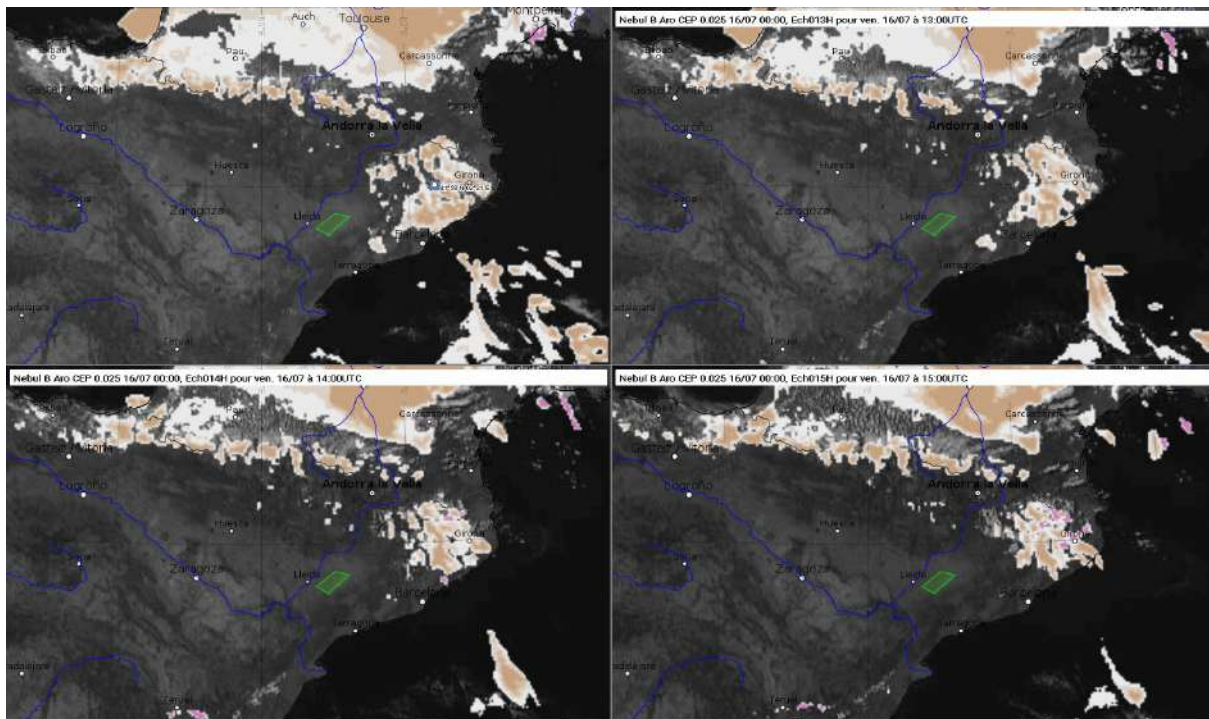 Auch
Toulouse
Montpellier
Pau
Carcassonne
Andorra la Vella
Logroño
Huesca
Girona
Zaragoza
Lleida
Barcelona
Tarragona
Teruel
Nebul B Aro CEP 0.025 16/07 00:00, Ech013H pour ven. 16/07 à 13:00UTC
Carcassonne
Andorra la Vella
Logroño
Huesca
Girona
Zaragoza
Lleida
Barcelona
Tarragona
Teruel
Nebul B Aro CEP 0.025 16/07 00:00, Ech014H pour ven. 16/07 à 14:00UTC
Pau
Carcassonne
Andorra la Vella
Logroño
Huesca
Girona
Zaragoza
Lleida
Barcelona
Tarragona
Teruel
Nebul B Aro CEP 0.025 16/07 00:00, Ech015H pour ven. 16/07 à 15:00UTC
Carcassonne
Andorra la Vella
Logroño
Huesca
Zaragoza
Lleida
Barcelona
Tarragona
Teruel